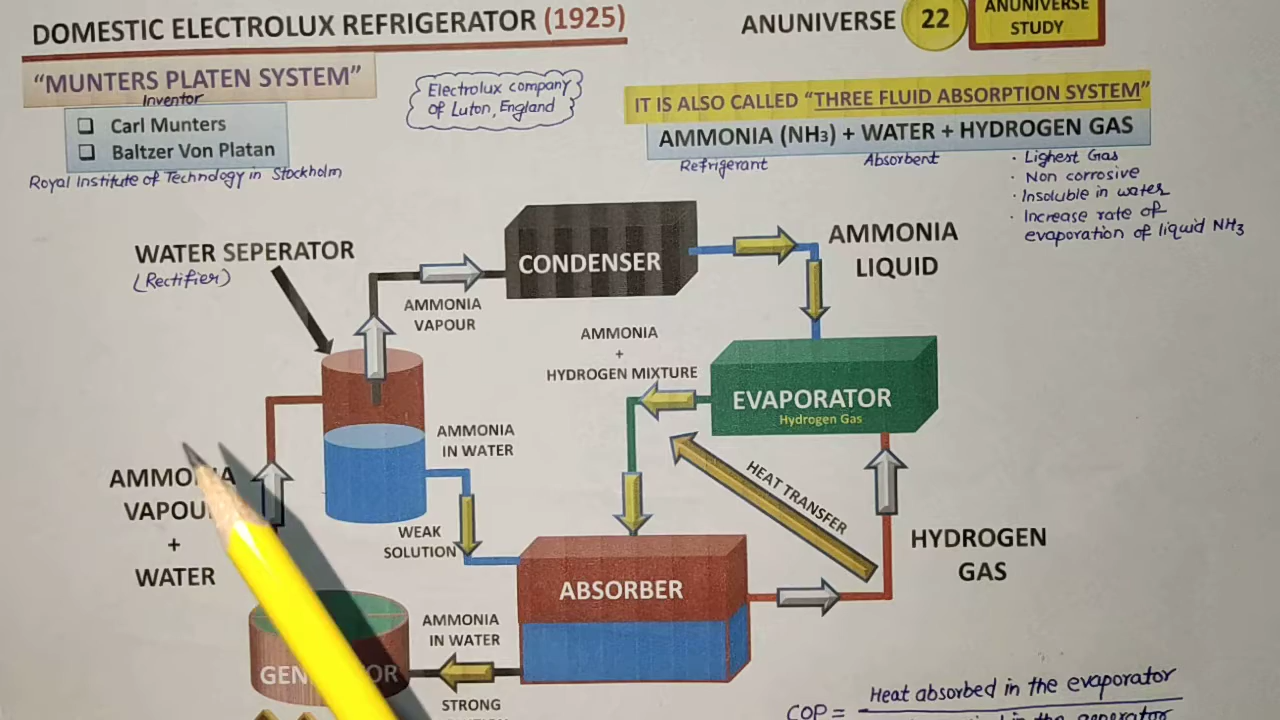 DOMESTIC ELECTROLUX REFRIGERATOR (1925)
ANUNIVERSE 22
ANUNIVERSE
STUDY
"MUNTERS PLATEN SYSTEM"
Inventor
Carl Munters
Baltzer Von Platan
Royal Institute of Technology in Stockholm
Electrolux company
of Luton, England
IT IS ALSO CALLED "THREE FLUID ABSORPTION SYSTEM"
AMMONIA (NH3) + WATER + HYDROGEN GAS
Refrigerant
Absorbent
· Lighest Gas
· Non corrosive
· Insoluble in water
· Increase rate of
evaporation of liquid NH3
WATER SEPERATOR
(Rectifier)
AMMONIA
VAPOUR
CONDENSER
AMMONIA
LIQUID
AMMONIA
+
HYDROGEN MIXTURE
EVAPORATOR
Hydrogen Gas
AMMONIA
IN WATER
WEAK
SOLUTION
HEAT TRANSFER
HYDROGEN
GAS
AMMONIA
+
WATER
ABSORBER
AMMONIA
IN WATER
STRONG
COP =
Heat absorbed in the evaporator